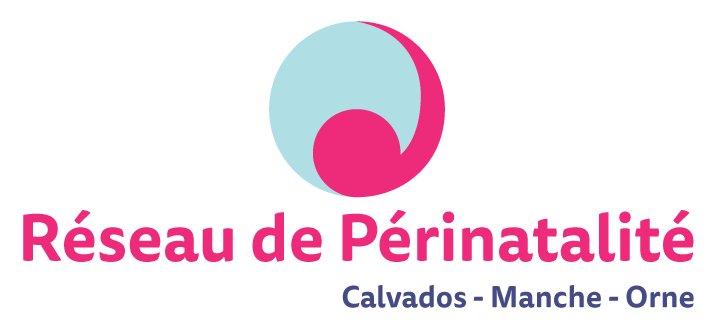 Réseau de Périnatalité
Calvados - Manche - Orne